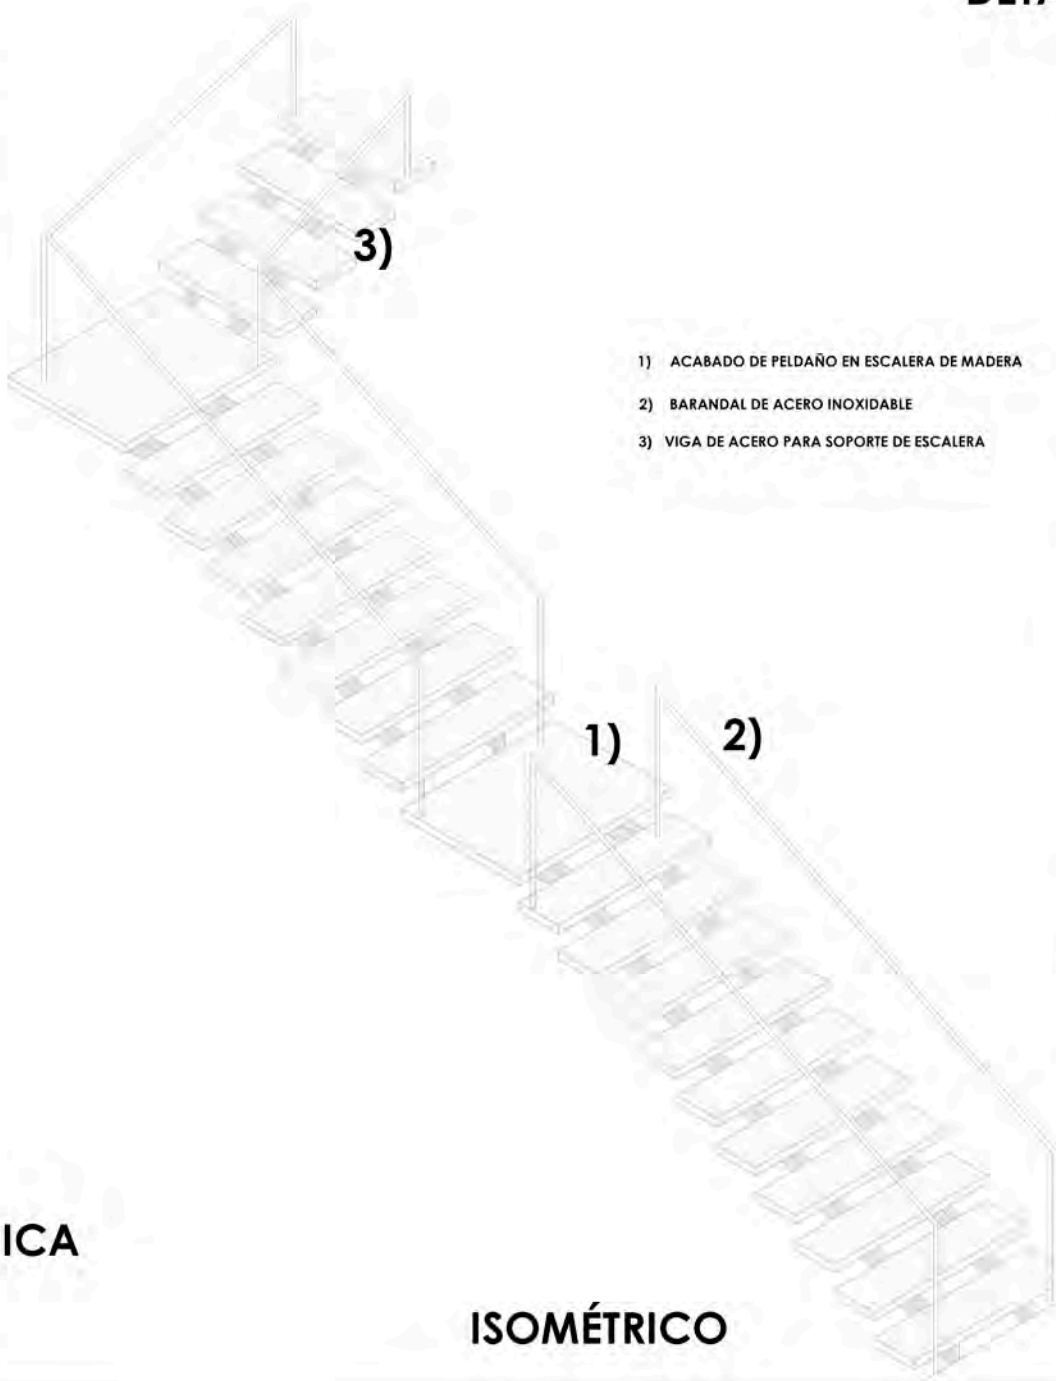 3)
1) ACABADO DE PELDAÑO EN ESCALERA DE MADERA
2) BARANDAL DE ACERO INOXIDABLE
3) VIGA DE ACERO PARA SOPORTE DE ESCALERA
1)
2)
ICA
ISOMÉTRICO